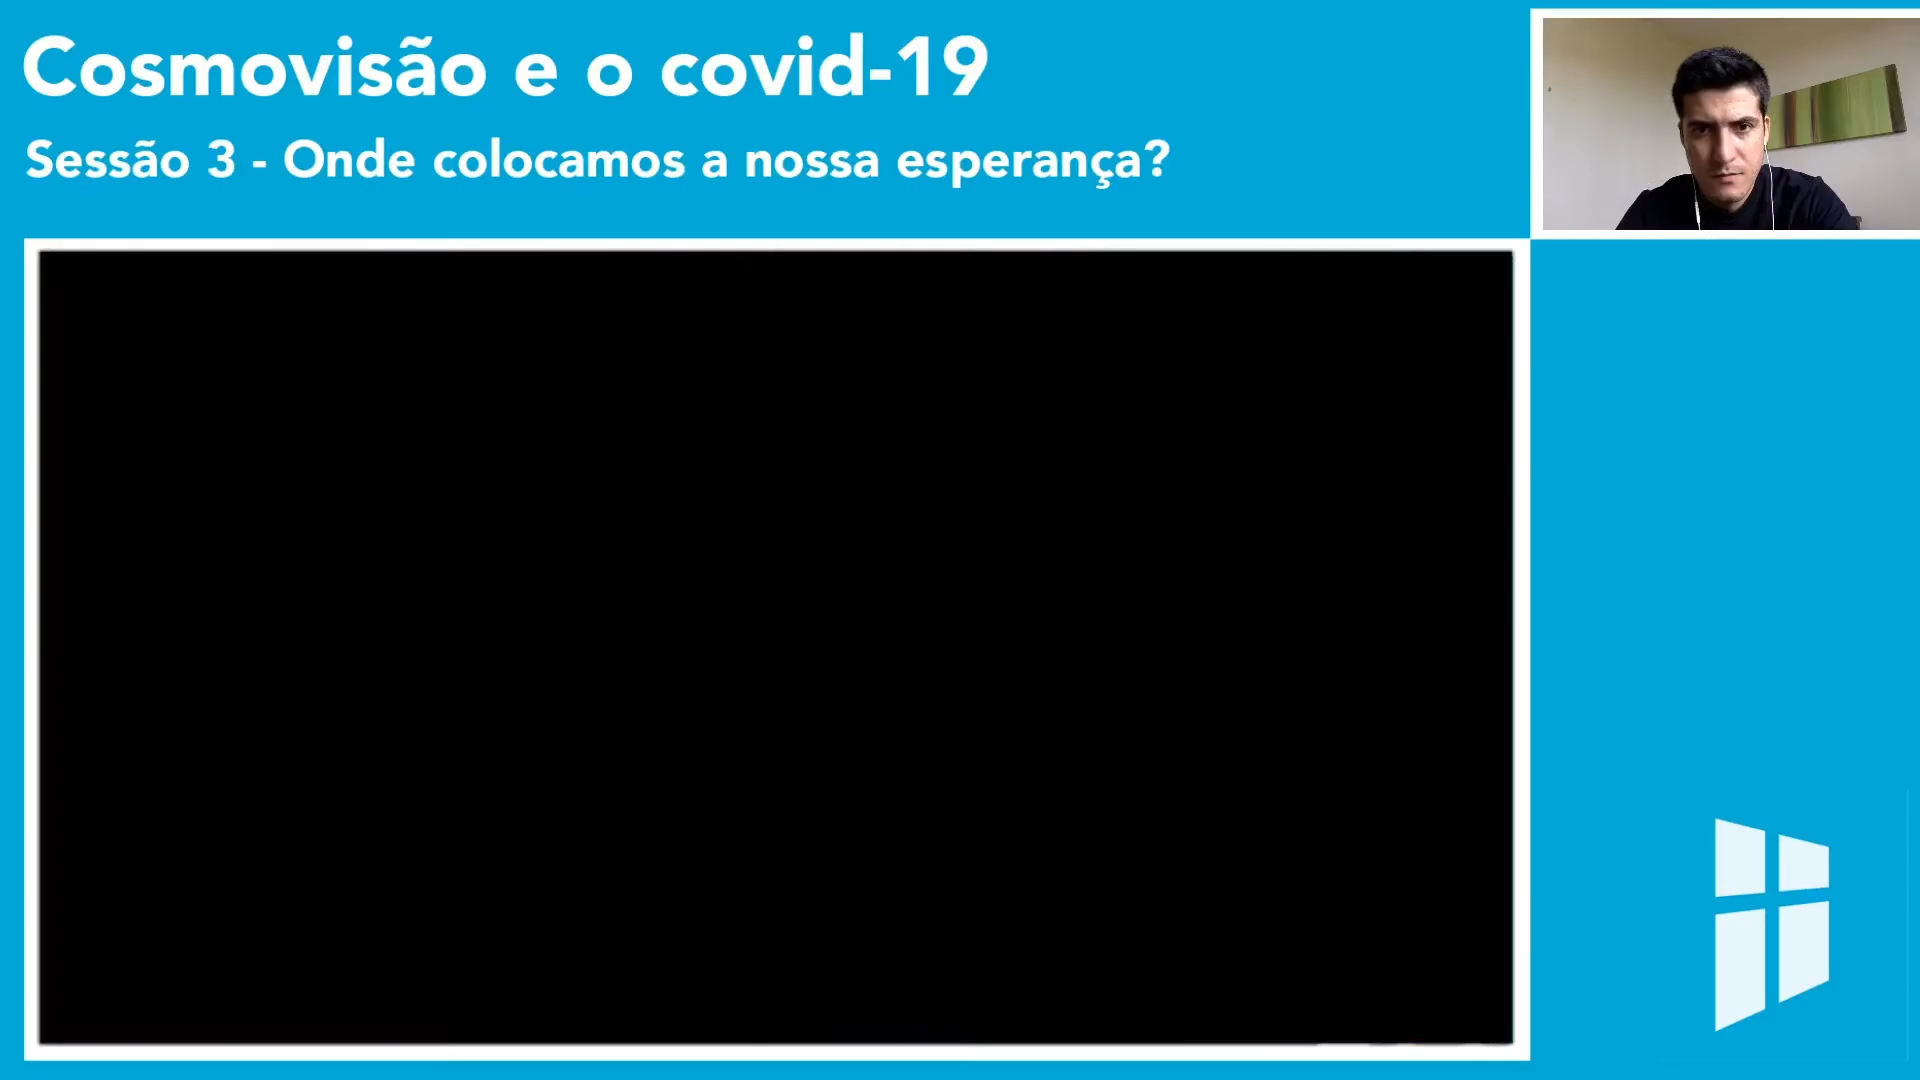 Cosmovisão e o covid-19
Sessão 3 - Onde colocamos a nossa esperança?